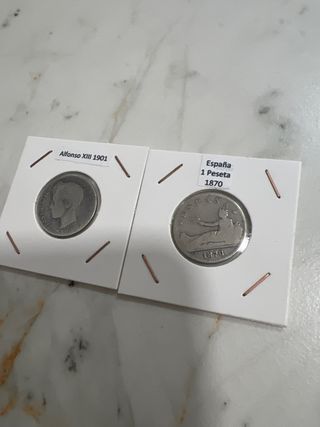 Alfonso XIII 1901
España
1 Peseta
1870
ESPAÑA